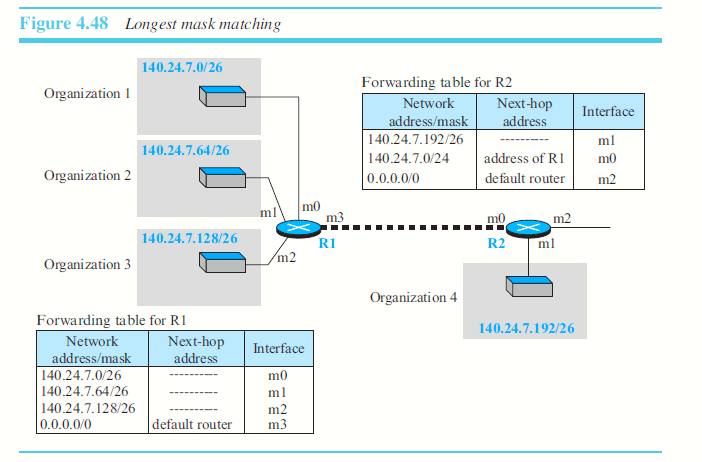 Figure 4.48 Longest mask matching
140.24.7.0/26
Organization 1
140.24.7.64/26
Organization 2
140.24.7.128/26
Organization 3
m0
m1
m2
m3
R1
Forwarding table for R2
Network address/mask Next-hop address Interface
140.24.7.192/26 ---------- m1
140.24.7.0/24 address of R1 m0
0.0.0.0/0 default router m2
m0
m2
R2
m1
Organization 4
140.24.7.192/26
Forwarding table for R1
Network address/mask Next-hop address Interface
140.24.7.0/26 ---------- m0
140.24.7.64/26 ---------- m1
140.24.7.128/26 ---------- m2
0.0.0.0/0 default router m3